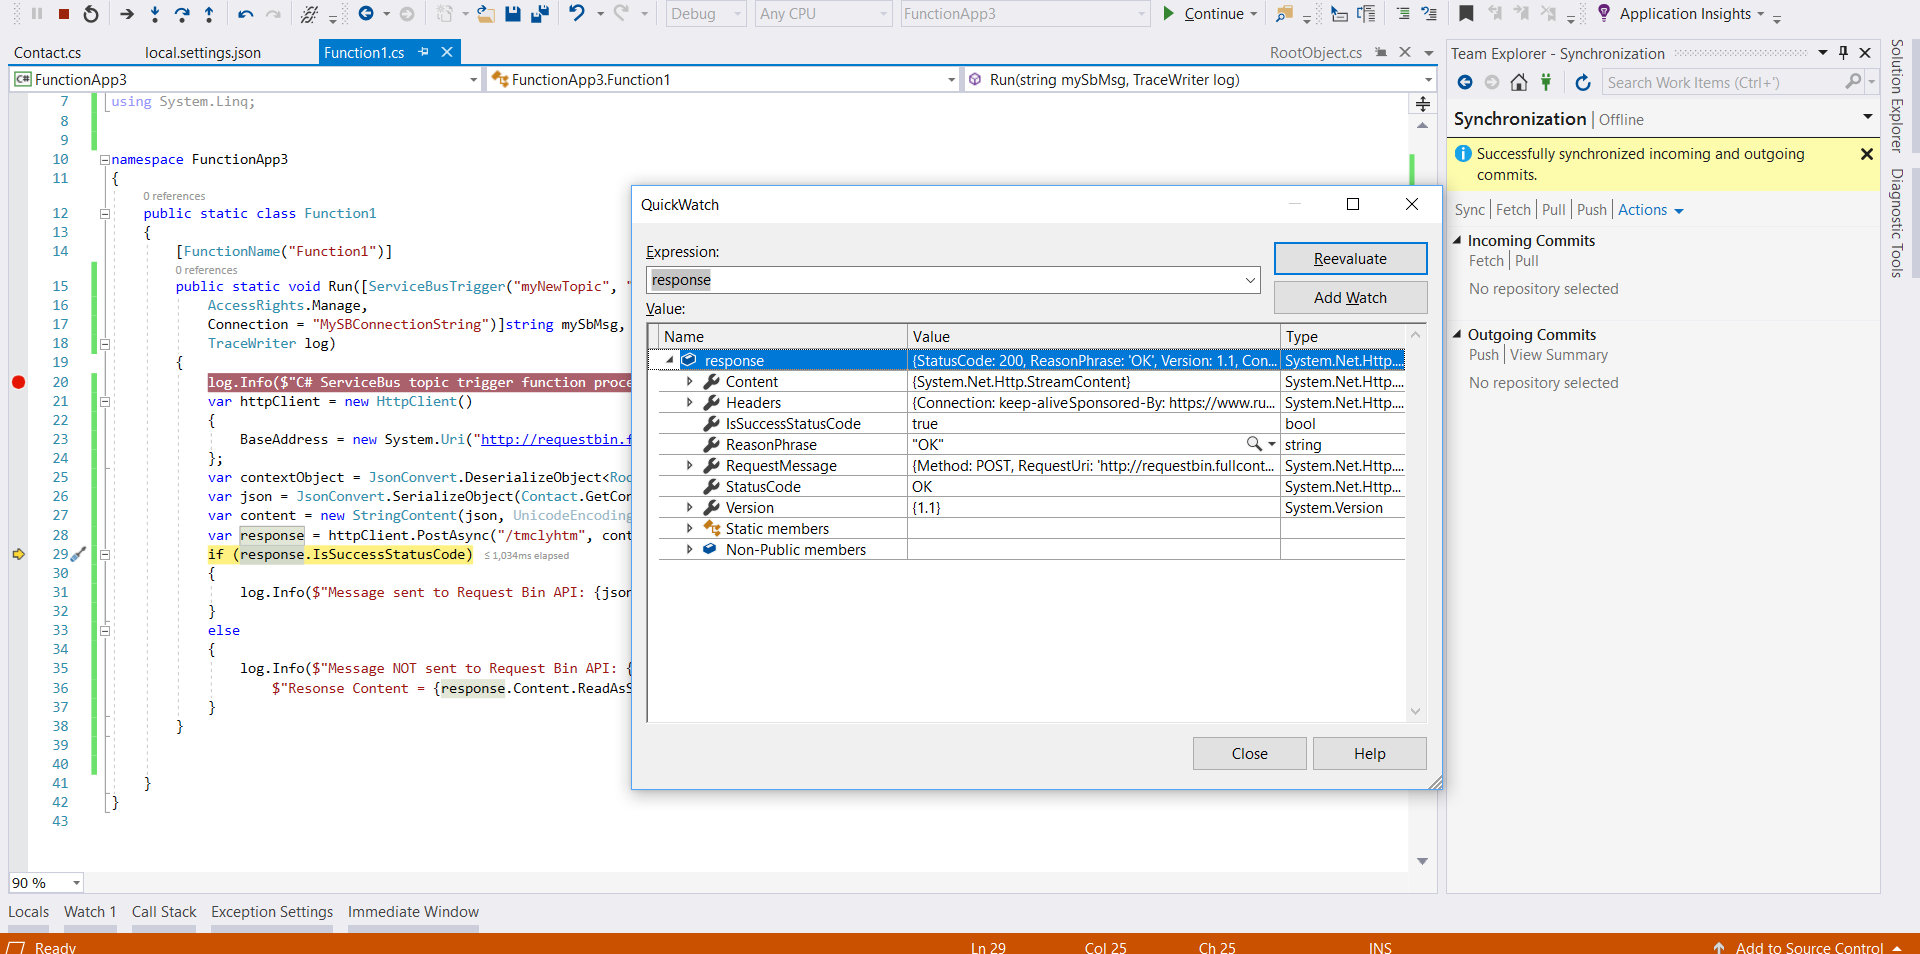 Debug
Any CPU
FunctionApp3
Continue
Application Insights
Contact.cs
local.settings.json
Function1.cs
RootObject.cs
FunctionApp3
FunctionApp3.Function1
Run(string mySbMsg, TraceWriter log)
7 using System.Linq;
8
9
10 namespace FunctionApp3
11 {
0 references
12 public static class Function1
13 {
14 [FunctionName("Function1")]
0 references
15 public static void Run([ServiceBusTrigger("myNewTopic", "
16 AccessRights.Manage,
17 Connection = "MySBConnectionString")]string mySbMsg,
18 TraceWriter log)
19 {
20 log.Info($"C# ServiceBus topic trigger function proce
21 var httpClient = new HttpClient()
22 {
23 BaseAddress = new System.Uri("http://requestbin.f
24 };
25 var contextObject = JsonConvert.DeserializeObject<Roo
26 var json = JsonConvert.SerializeObject(Contact.GetCon
27 var content = new StringContent(json, UnicodeEncoding
28 var response = httpClient.PostAsync("/tmclyhtm", cont
29 if (response.IsSuccessStatusCode) ≤ 1,034ms elapsed
30 {
31 log.Info($"Message sent to Request Bin API: {json
32 }
33 else
34 {
35 log.Info($"Message NOT sent to Request Bin API: {
36 $"Resonse Content = {response.Content.ReadAsS
37 }
38 }
39
40
41 }
42 }
43
90 %
QuickWatch
Expression:
response
Reevaluate
Add Watch
Value:
Name Value Type
response {StatusCode: 200, ReasonPhrase: 'OK', Version: 1.1, Con... System.Net.Http....
Content {System.Net.Http.StreamContent} System.Net.Http....
Headers {Connection: keep-aliveSponsored-By: https://www.ru... System.Net.Http....
IsSuccessStatusCode true bool
ReasonPhrase "OK" string
RequestMessage {Method: POST, RequestUri: 'http://requestbin.fullcont... System.Net.Http....
StatusCode OK System.Net.Http...
Version {1.1} System.Version
Static members
Non-Public members
Close
Help
Team Explorer - Synchronization
Search Work Items (Ctrl+')
Synchronization | Offline
Successfully synchronized incoming and outgoing
commits.
Sync | Fetch | Pull | Push | Actions
Incoming Commits
Fetch | Pull
No repository selected
Outgoing Commits
Push | View Summary
No repository selected
Solution Explorer
Diagnostic Tools
Locals
Watch 1
Call Stack
Exception Settings
Immediate Window
Ready
Ln 29
Col 25
Ch 25
INS
Add to Source Control